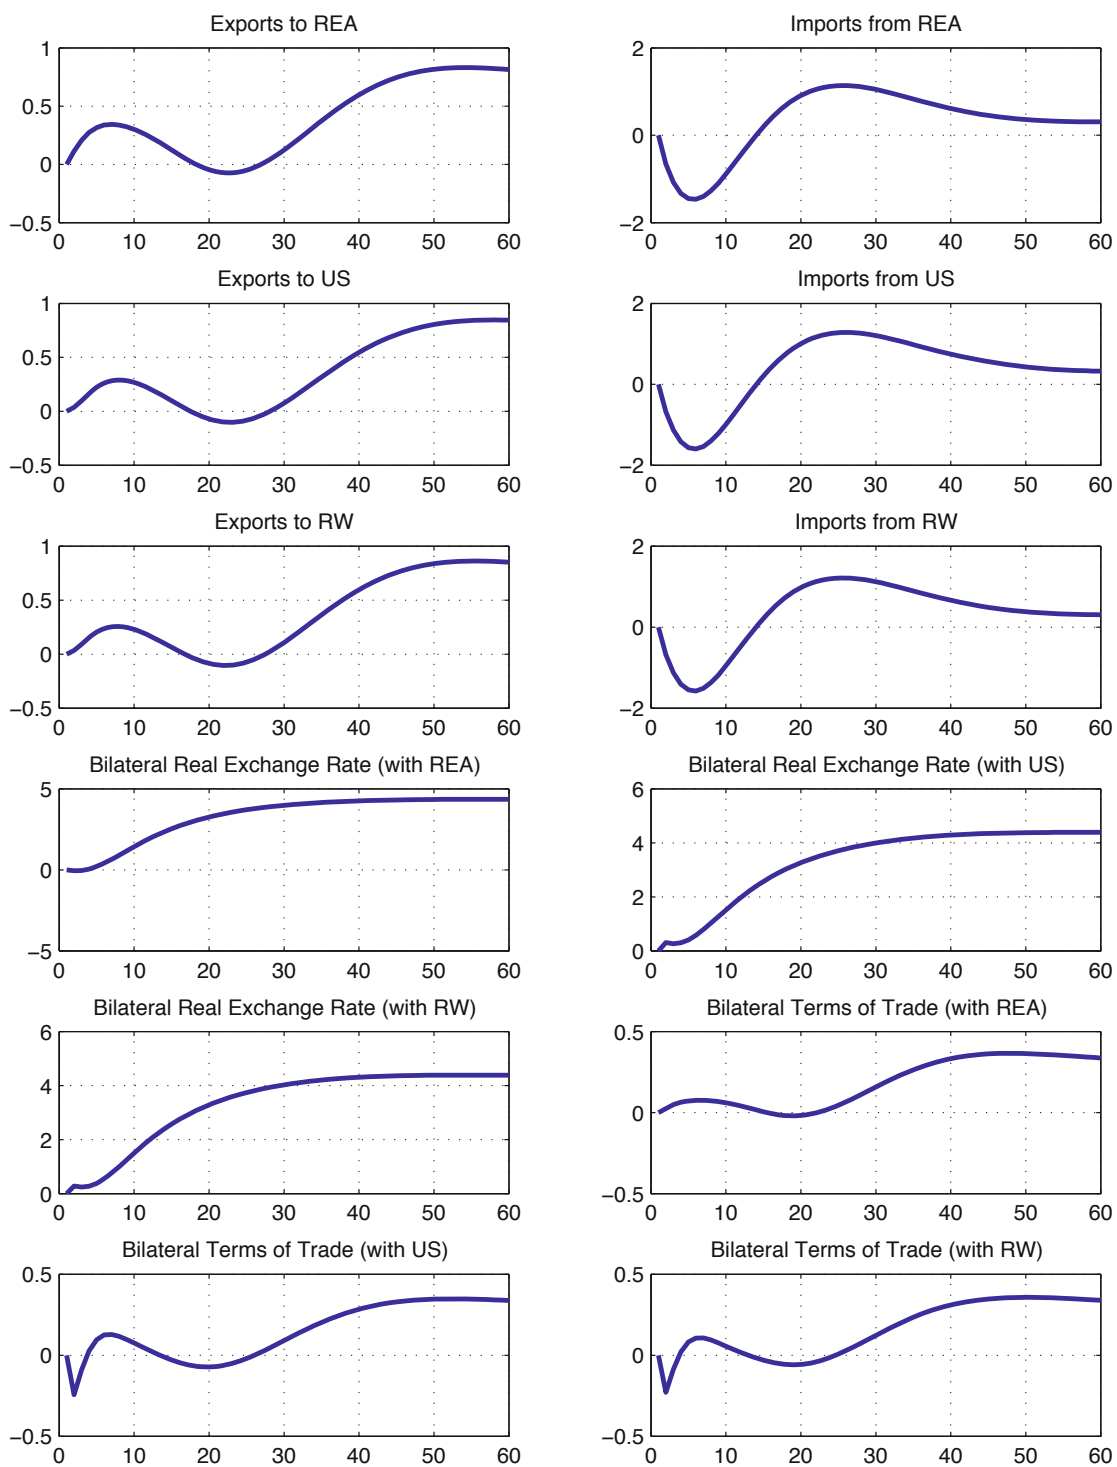 Exports to REA
1
0.5
0
−0.5
0 10 20 30 40 50 60
Imports from REA
2
0
−2
0 10 20 30 40 50 60
Exports to US
1
0.5
0
−0.5
0 10 20 30 40 50 60
Imports from US
2
0
−2
0 10 20 30 40 50 60
Exports to RW
1
0.5
0
−0.5
0 10 20 30 40 50 60
Imports from RW
2
0
−2
0 10 20 30 40 50 60
Bilateral Real Exchange Rate (with REA)
5
0
−5
0 10 20 30 40 50 60
Bilateral Real Exchange Rate (with US)
6
4
2
0
0 10 20 30 40 50 60
Bilateral Real Exchange Rate (with RW)
6
4
2
0
0 10 20 30 40 50 60
Bilateral Terms of Trade (with REA)
0.5
0
−0.5
0 10 20 30 40 50 60
Bilateral Terms of Trade (with US)
0.5
0
−0.5
0 10 20 30 40 50 60
Bilateral Terms of Trade (with RW)
0.5
0
−0.5
0 10 20 30 40 50 60